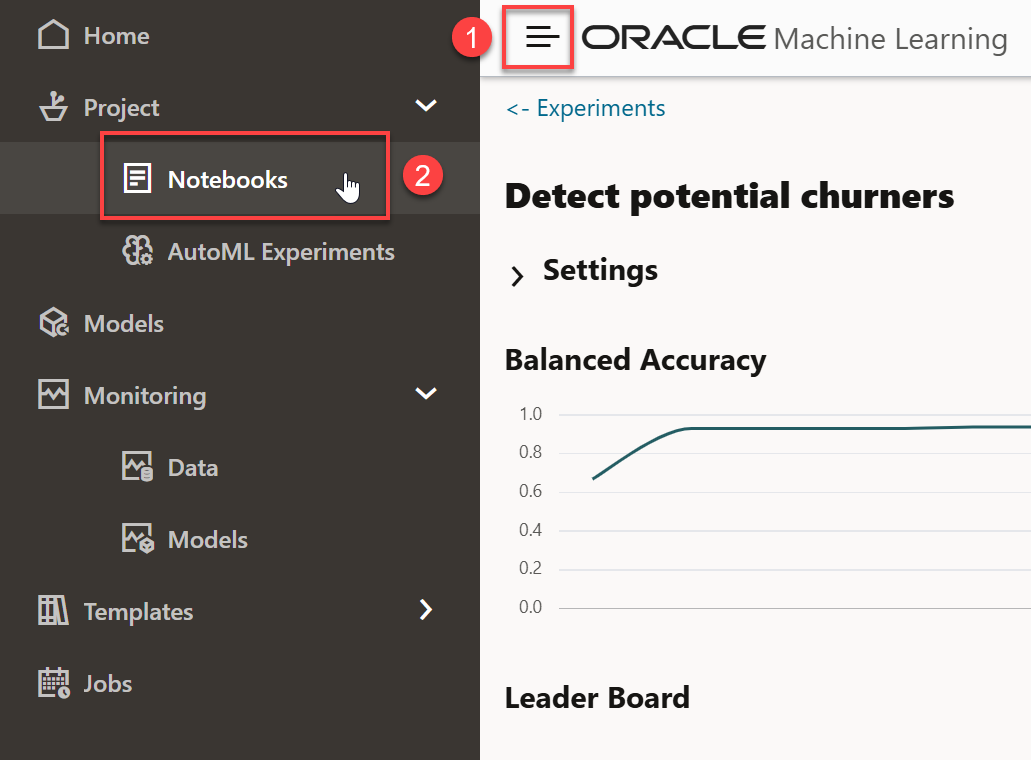 Home
Project
Notebooks
2
AutoML Experiments
Models
Monitoring
Data
Models
Templates
Jobs
1
ORACLE Machine Learning
<- Experiments
Detect potential churners
Settings
Balanced Accuracy
1.0
0.8
0.6
0.4
0.2
0.0
Leader Board